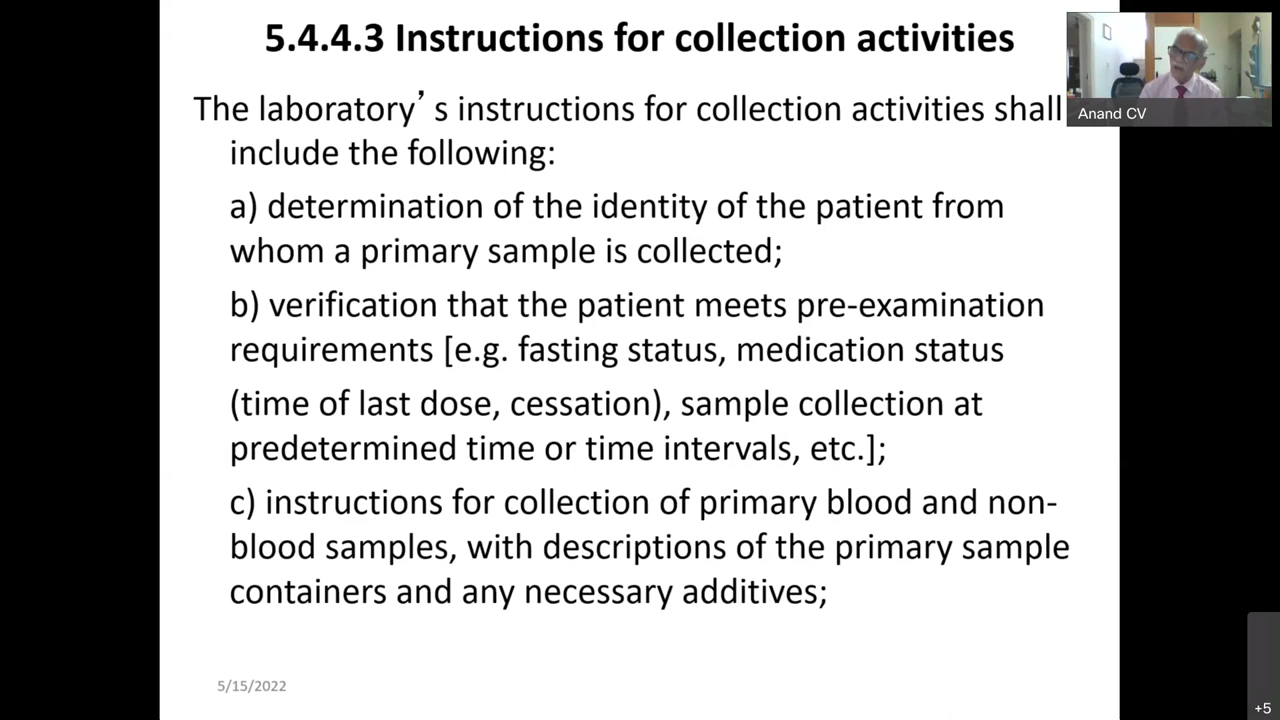 5.4.4.3 Instructions for collection activities
The laboratory’ s instructions for collection activities shall
include the following:
a) determination of the identity of the patient from
whom a primary sample is collected;
b) verification that the patient meets pre-examination
requirements [e.g. fasting status, medication status
(time of last dose, cessation), sample collection at
predetermined time or time intervals, etc.];
c) instructions for collection of primary blood and non-
blood samples, with descriptions of the primary sample
containers and any necessary additives;
5/15/2022
Anand CV
+5